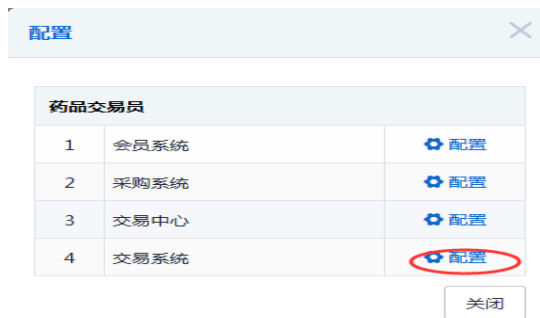 配置
药品交易员
1 会员系统 配置
2 采购系统 配置
3 交易中心 配置
4 交易系统 配置
关闭